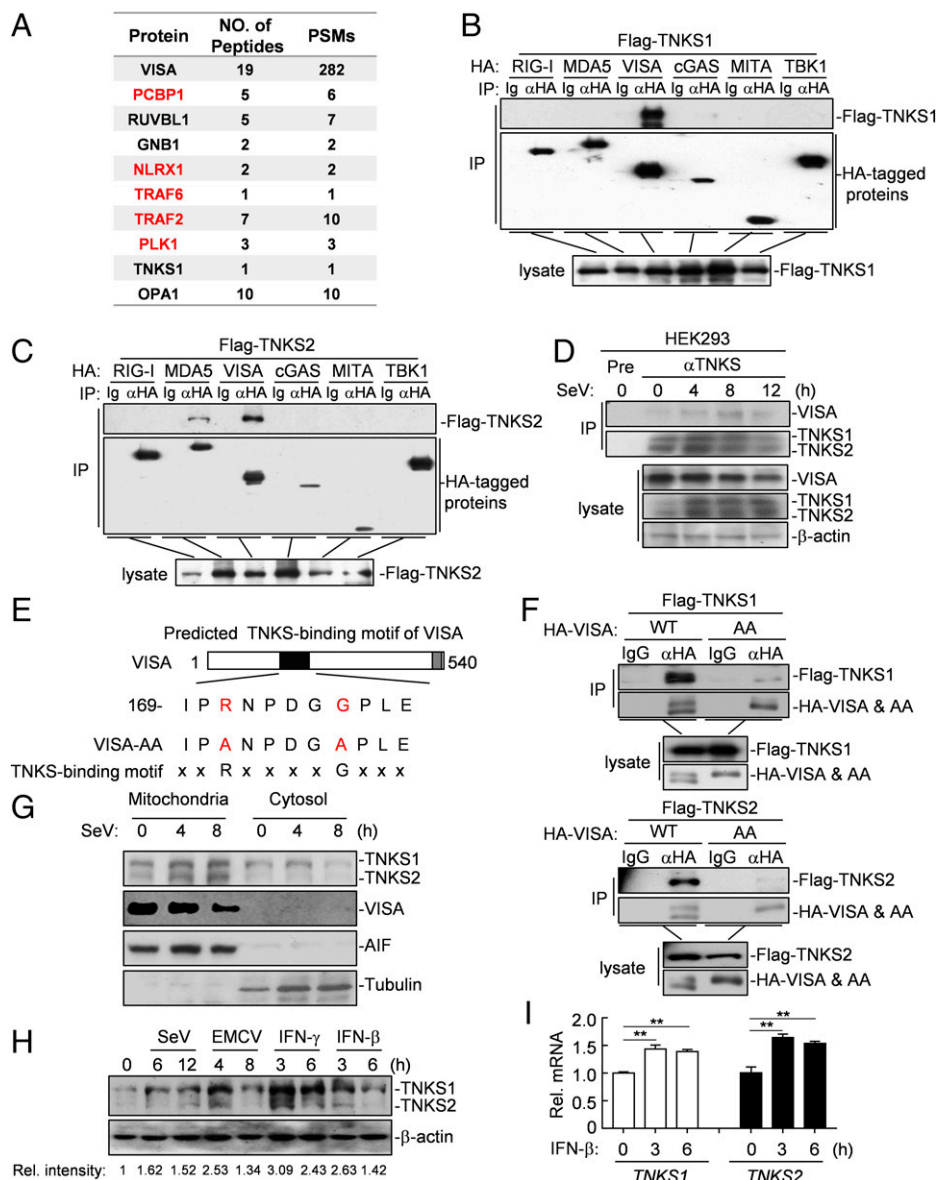 A
Protein NO. of Peptides PSMs
VISA 19 282
PCBP1 5 6
RUVBL1 5 7
GNB1 2 2
NLRX1 2 2
TRAF6 1 1
TRAF2 7 10
PLK1 3 3
TNKS1 1 1
OPA1 10 10
B
Flag-TNKS1
HA: RIG-I MDA5 VISA cGAS MITA TBK1
IP: Ig αHA Ig αHA Ig αHA Ig αHA Ig αHA Ig αHA
-Flag-TNKS1
IP
HA-tagged
proteins
lysate -Flag-TNKS1
C
Flag-TNKS2
HA: RIG-I MDA5 VISA cGAS MITA TBK1
IP: Ig αHA Ig αHA Ig αHA Ig αHA Ig αHA Ig αHA
-Flag-TNKS2
IP
-HA-tagged
proteins
lysate -Flag-TNKS2
D
HEK293
Pre αTNKS
SeV: 0 0 4 8 12 (h)
IP
-VISA
-TNKS1
-TNKS2
lysate
-VISA
-TNKS1
-TNKS2
-β-actin
E
Predicted TNKS-binding motif of VISA
VISA 1 540
169- I P R N P D G G P L E
VISA-AA I P A N P D G A P L E
TNKS-binding motif x x R x x x x G x x x
F
Flag-TNKS1
HA-VISA: WT AA
IgG αHA IgG αHA
IP
-Flag-TNKS1
-HA-VISA & AA
lysate
-Flag-TNKS1
-HA-VISA & AA
Flag-TNKS2
HA-VISA: WT AA
IgG αHA IgG αHA
IP
-Flag-TNKS2
-HA-VISA & AA
lysate
-Flag-TNKS2
-HA-VISA & AA
G
Mitochondria Cytosol
SeV: 0 4 8 0 4 8 (h)
-TNKS1
-TNKS2
-VISA
-AIF
-Tubulin
H
SeV EMCV IFN-γ IFN-β
0 6 12 4 8 3 6 3 6 (h)
-TNKS1
-TNKS2
-β-actin
Rel. intensity: 1 1.62 1.52 2.53 1.34 3.09 2.43 2.63 1.42
I
Rel. mRNA
2.0
1.5
1.0
0
** ** ** **
IFN-β: 0 3 6 0 3 6 (h)
TNKS1 TNKS2